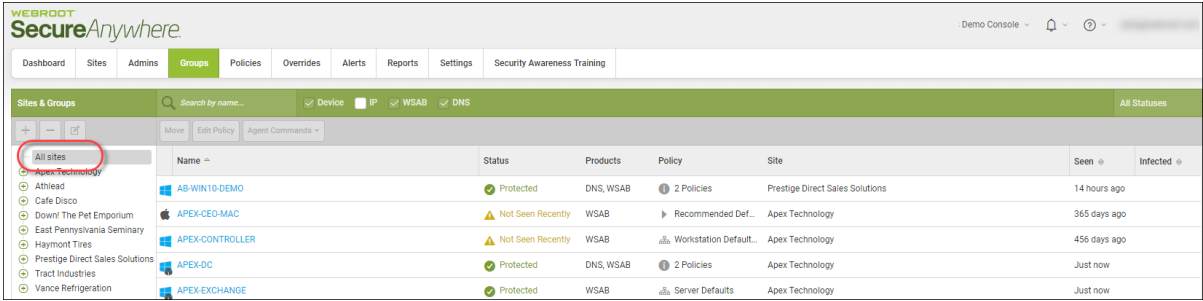 WEBROOT
SecureAnywhere
Demo Console
Dashboard Sites Admins Groups Policies Overrides Alerts Reports Settings Security Awareness Training
Sites & Groups Search by name... Device IP WSAB DNS All Statuses
Move Edit Policy Agent Commands
All sites
Apex Technology
Athlead
Cafe Disco
Down! The Pet Emporium
East Pennyslvania Seminary
Haymont Tires
Prestige Direct Sales Solutions
Tract Industries
Vance Refrigeration
Name Status Products Policy Site Seen Infected
AB-WIN10-DEMO Protected DNS, WSAB 2 Policies Prestige Direct Sales Solutions 14 hours ago
APEX-CEO-MAC Not Seen Recently WSAB Recommended Def... Apex Technology 365 days ago
APEX-CONTROLLER Not Seen Recently WSAB Workstation Default... Apex Technology 456 days ago
APEX-DC Protected DNS, WSAB 2 Policies Apex Technology Just now
APEX-EXCHANGE Protected WSAB Server Defaults Apex Technology Just now